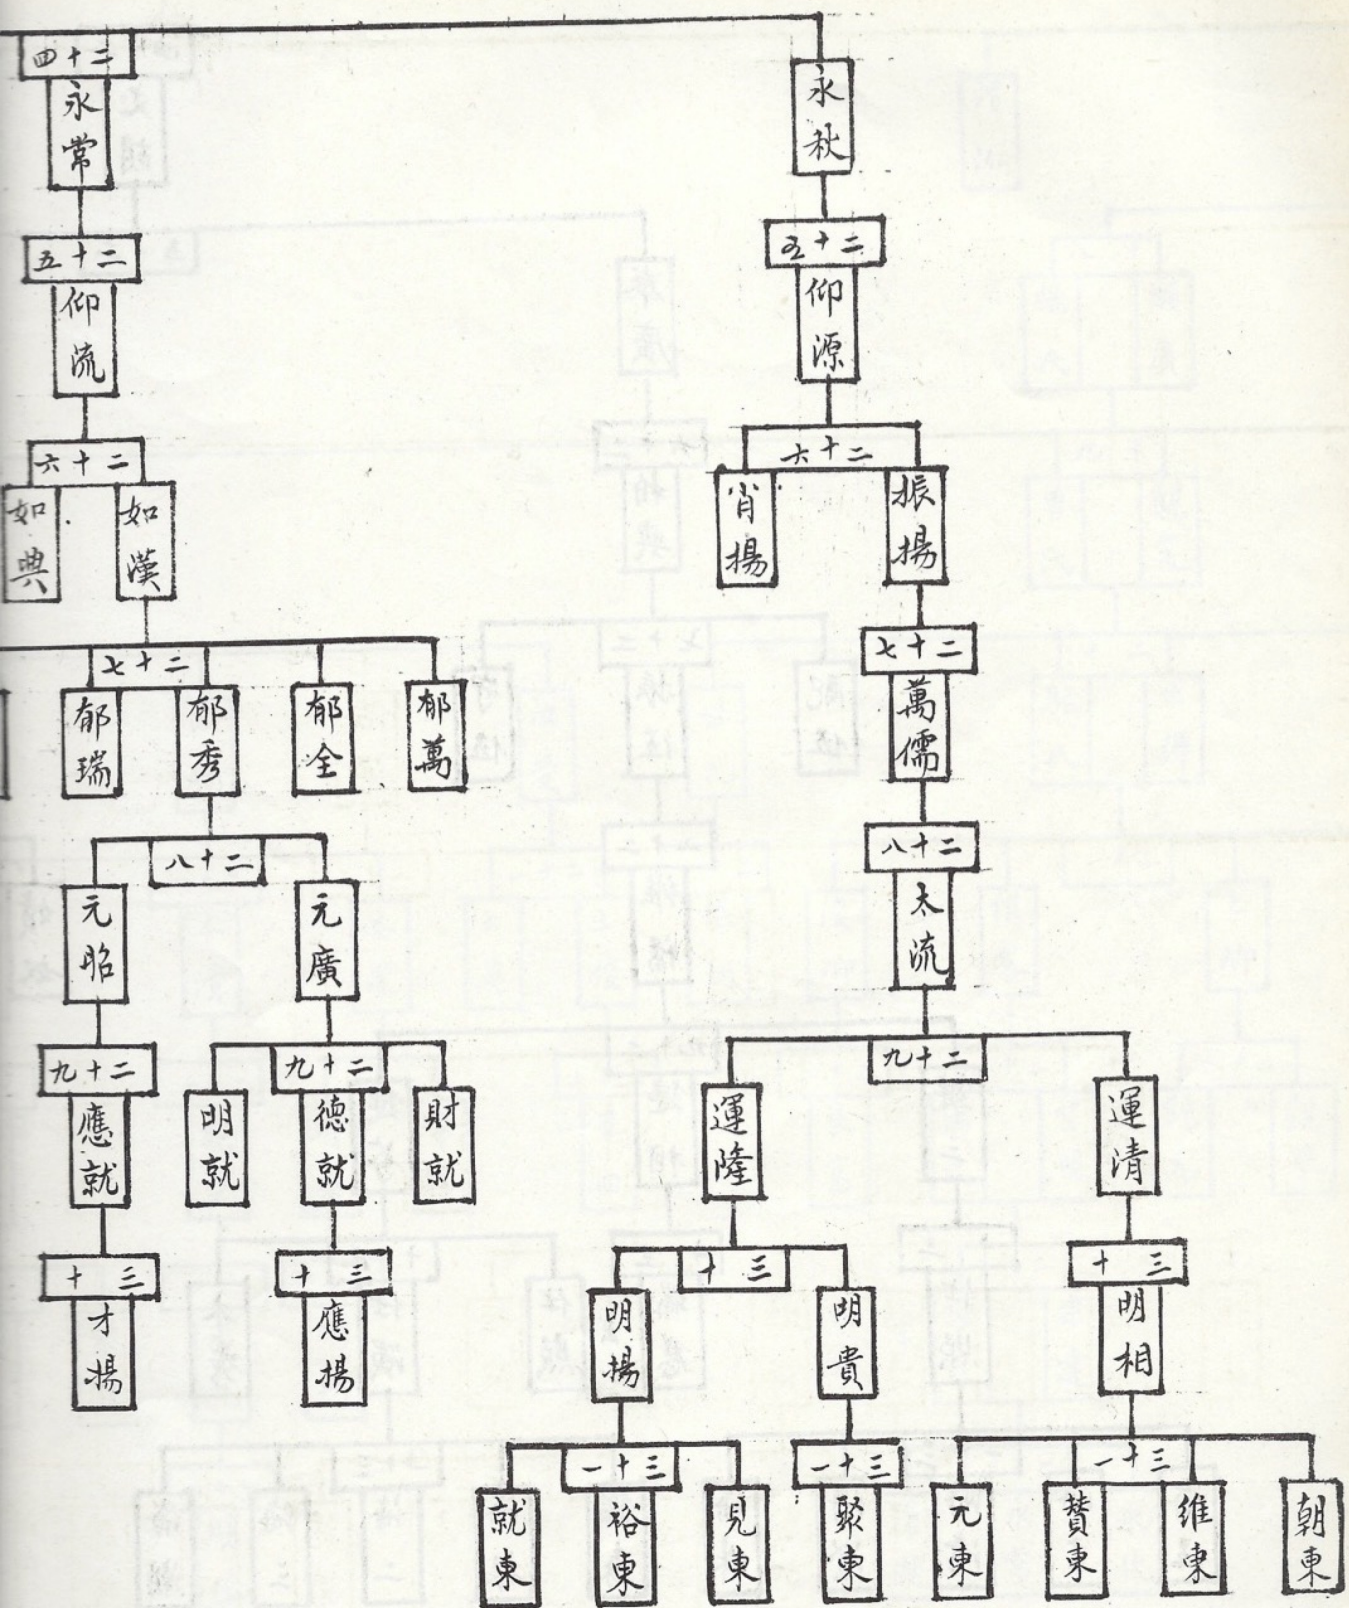 二十四
永秋
永常
二十五
仰源
二十五
仰流
二十六
振揚
肖揚
二十六
如漢
如典
二十七
萬儒
二十七
郁萬
郁全
郁秀
郁瑞
二十八
太流
二十八
元廣
元昭
二十九
運清
運隆
二十九
財就
德就
明就
二十九
應就
三十
明相
三十
明貴
明揚
三十
應揚
三十
才揚
三十一
朝東
維東
贊東
元東
三十一
聚東
三十一
見東
裕東
就東